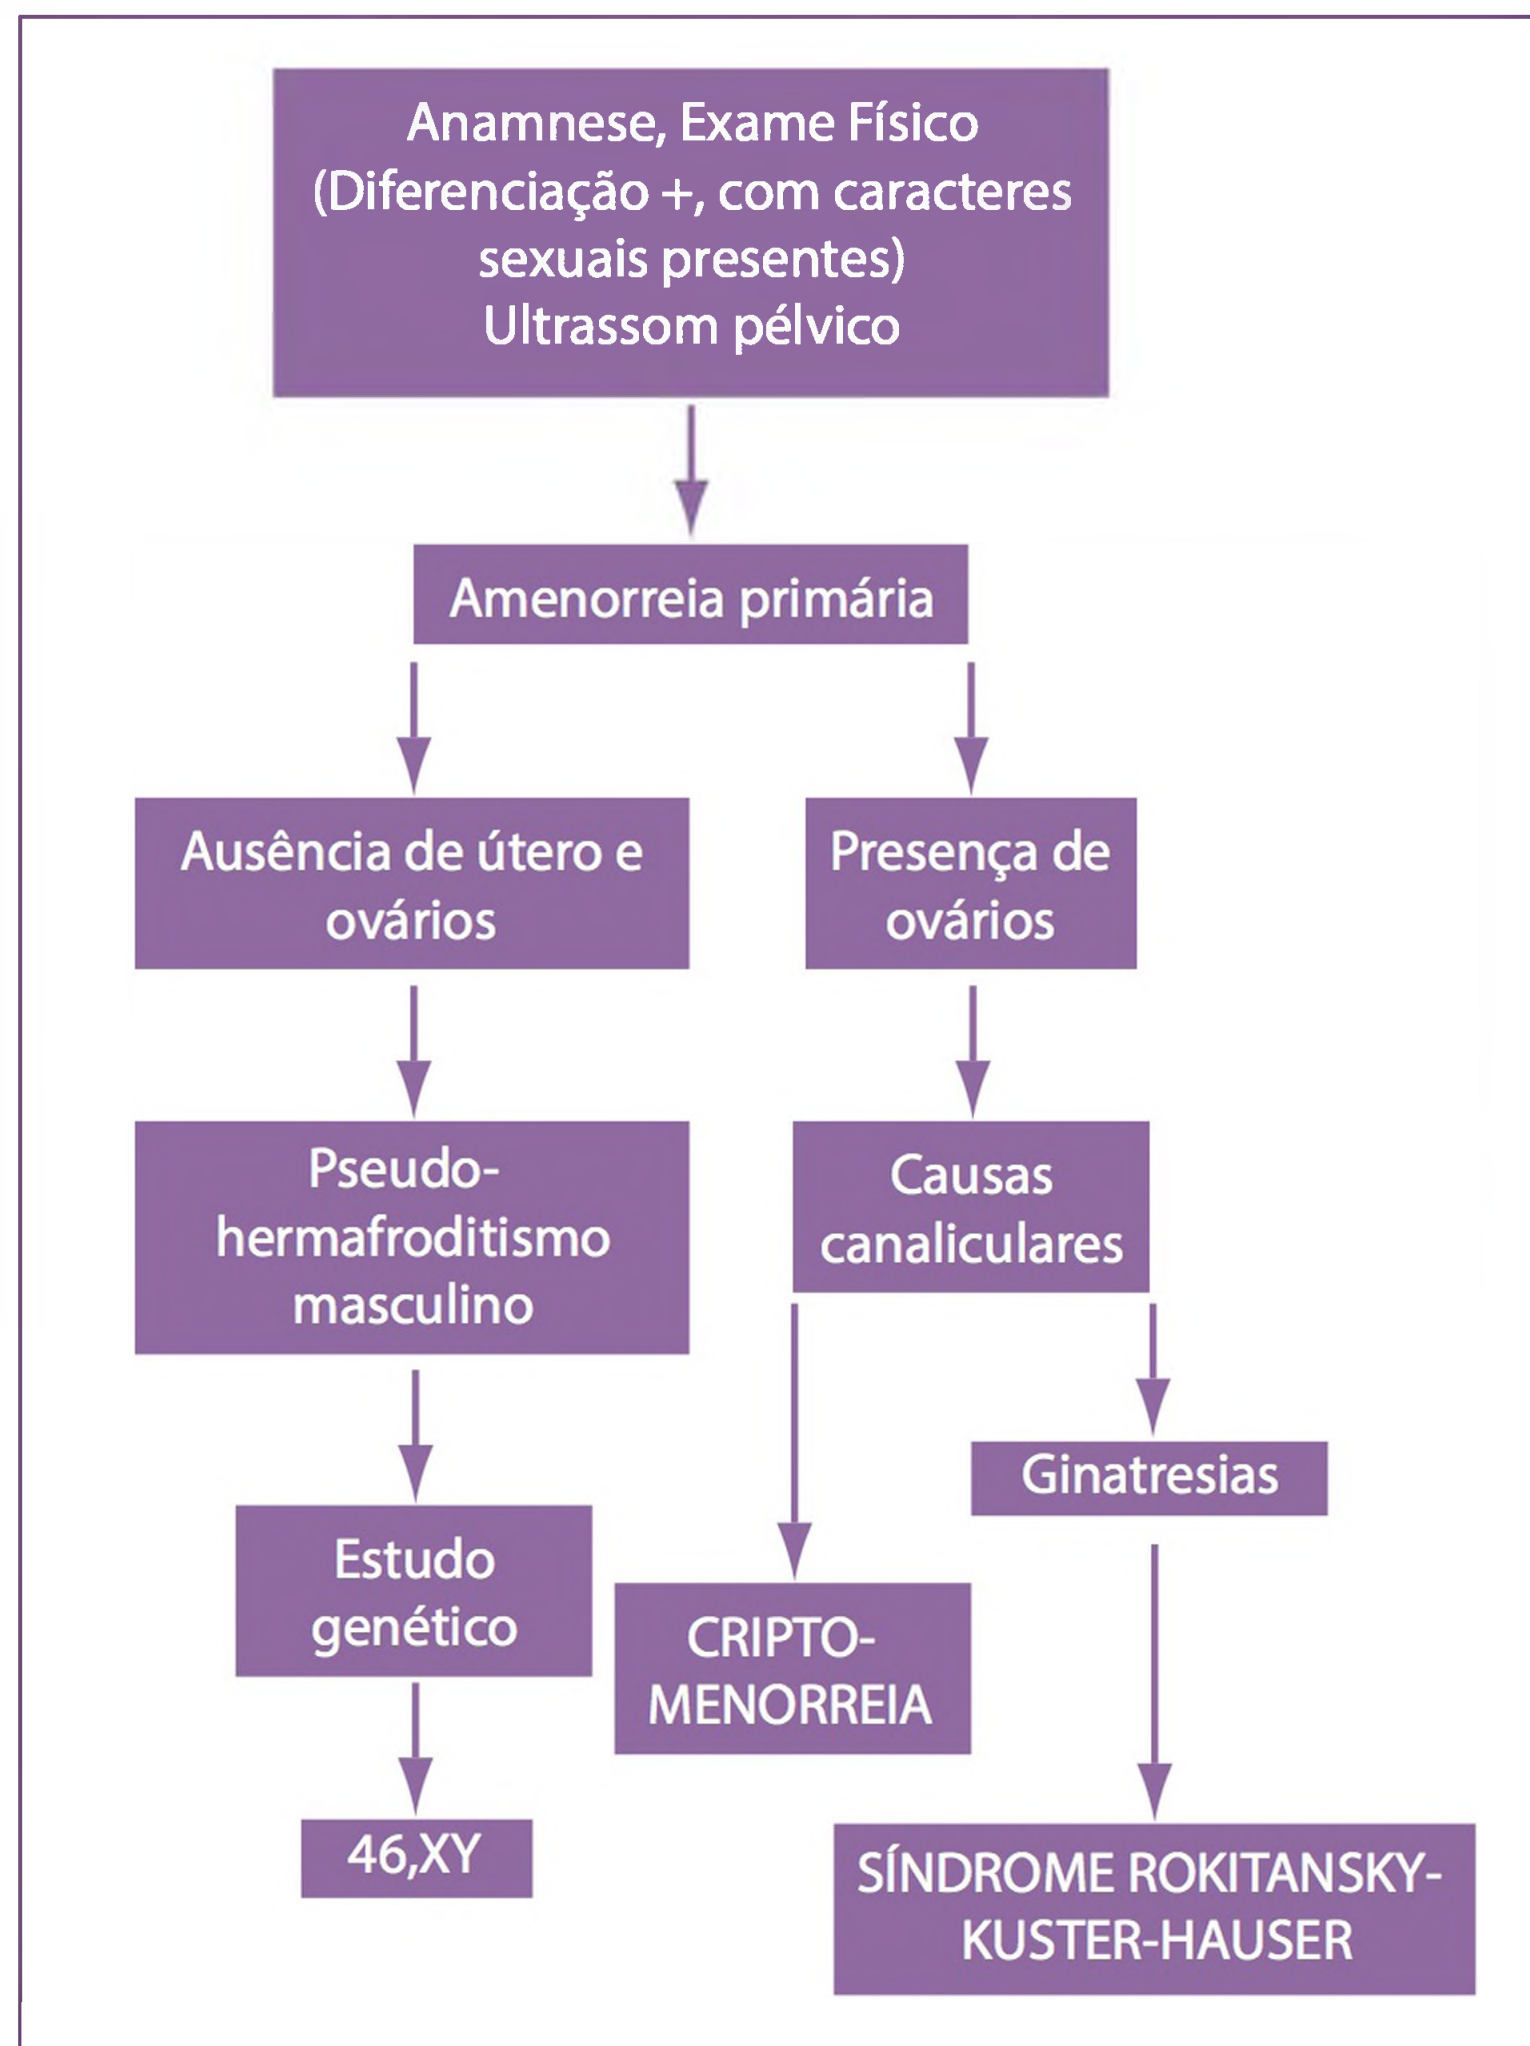 Anamnese, Exame Físico
(Diferenciação +, com caracteres
sexuais presentes)
Ultrassom pélvico
Amenorreia primária
Ausência de útero e
ovários
Presença de
ovários
Pseudo-
hermafroditismo
masculino
Causas
canaliculares
Estudo
genético
Ginatresias
CRIPTO-
MENORREIA
46,XY
SÍNDROME ROKITANSKY-
KUSTER-HAUSER